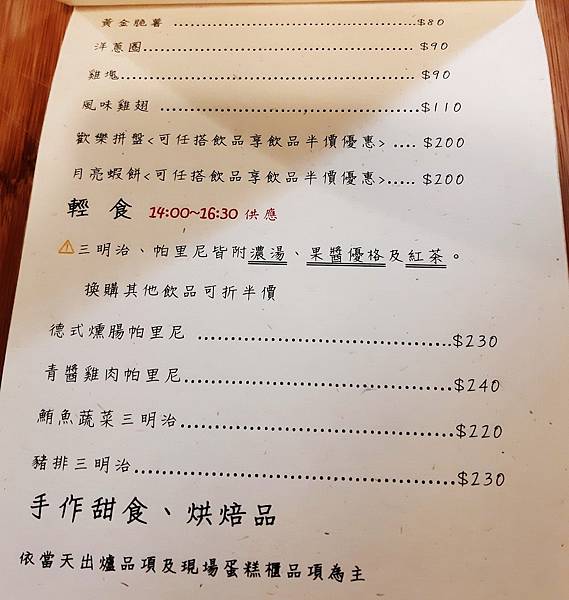 黃金脆薯 ................................ $80
洋蔥圈................................ $90
雞塊................................ $90
風味雞翅 ................................$110
歡樂拼盤<可任搭飲品享飲品半價優惠> .... $200
月亮蝦餅<可任搭飲品享飲品半價優惠>..... $200
輕食 14:00~16:30 供應
⚠三明治、帕里尼皆附濃湯、果醬優格及紅茶。
換購其他飲品可折半價
德式燻腸帕里尼 ................................$230
青醬雞肉帕里尼................................$240
鮪魚蔬菜三明治................................$220
豬排三明治................................$230
手作甜食、烘焙品
依當天出爐品項及現場蛋糕櫃品項為主